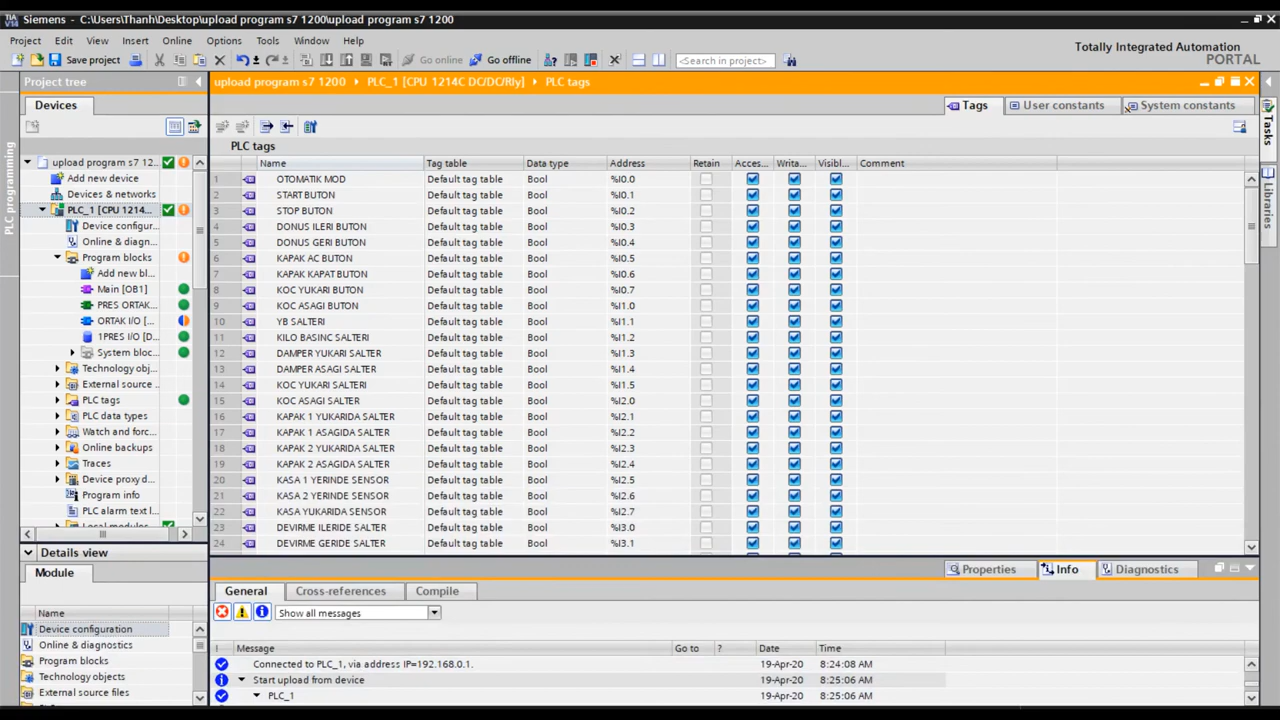 TIA V14 Siemens - C:\Users\Thanh\Desktop\upload program s7 1200\upload program s7 1200
Project Edit View Insert Online Options Tools Window Help
Totally Integrated Automation
PORTAL
Save project Go online Go offline <Search in project>
Project tree
upload program s7 1200 PLC_1 [CPU 1214C DC/DC/Rly] PLC tags
Devices
Tags User constants System constants
PLC programming
Tasks
Libraries
upload program s7 12...
Add new device
Devices & networks
PLC_1 [CPU 1214...
Device configur...
Online & diagn...
Program blocks
Add new bl...
Main [OB1]
PRES ORTAK...
ORTAK I/O [...
1PRES I/O [D...
System bloc...
Technology obj...
External source ...
PLC tags
PLC data types
Watch and forc...
Online backups
Traces
Device proxy d...
Program info
PLC alarm text l...
Local modules
PLC tags
Name Tag table Data type Address Retain Acces... Writa... Visibl... Comment
1 OTOMATIK MOD Default tag table Bool %I0.0
2 START BUTON Default tag table Bool %I0.1
3 STOP BUTON Default tag table Bool %I0.2
4 DONUS ILERI BUTON Default tag table Bool %I0.3
5 DONUS GERI BUTON Default tag table Bool %I0.4
6 KAPAK AC BUTON Default tag table Bool %I0.5
7 KAPAK KAPAT BUTON Default tag table Bool %I0.6
8 KOC YUKARI BUTON Default tag table Bool %I0.7
9 KOC ASAGI BUTON Default tag table Bool %I1.0
10 YB SALTERI Default tag table Bool %I1.1
11 KILO BASINC SALTERI Default tag table Bool %I1.2
12 DAMPER YUKARI SALTER Default tag table Bool %I1.3
13 DAMPER ASAGI SALTER Default tag table Bool %I1.4
14 KOC YUKARI SALTERI Default tag table Bool %I1.5
15 KOC ASAGI SALTER Default tag table Bool %I2.0
16 KAPAK 1 YUKARIDA SALTER Default tag table Bool %I2.1
17 KAPAK 1 ASAGIDA SALTER Default tag table Bool %I2.2
18 KAPAK 2 YUKARIDA SALTER Default tag table Bool %I2.3
19 KAPAK 2 ASAGIDA SALTER Default tag table Bool %I2.4
20 KASA 1 YERINDE SENSOR Default tag table Bool %I2.5
21 KASA 2 YERINDE SENSOR Default tag table Bool %I2.6
22 KASA YUKARIDA SENSOR Default tag table Bool %I2.7
23 DEVIRME ILERIDE SALTER Default tag table Bool %I3.0
24 DEVIRME GERIDE SALTER Default tag table Bool %I3.1
Details view
Module
Name
Device configuration
Online & diagnostics
Program blocks
Technology objects
External source files
Properties Info Diagnostics
General Cross-references Compile
Show all messages
! Message Go to ? Date Time
Connected to PLC_1, via address IP=192.168.0.1. 19-Apr-20 8:24:08 AM
Start upload from device 19-Apr-20 8:25:06 AM
PLC_1 19-Apr-20 8:25:06 AM